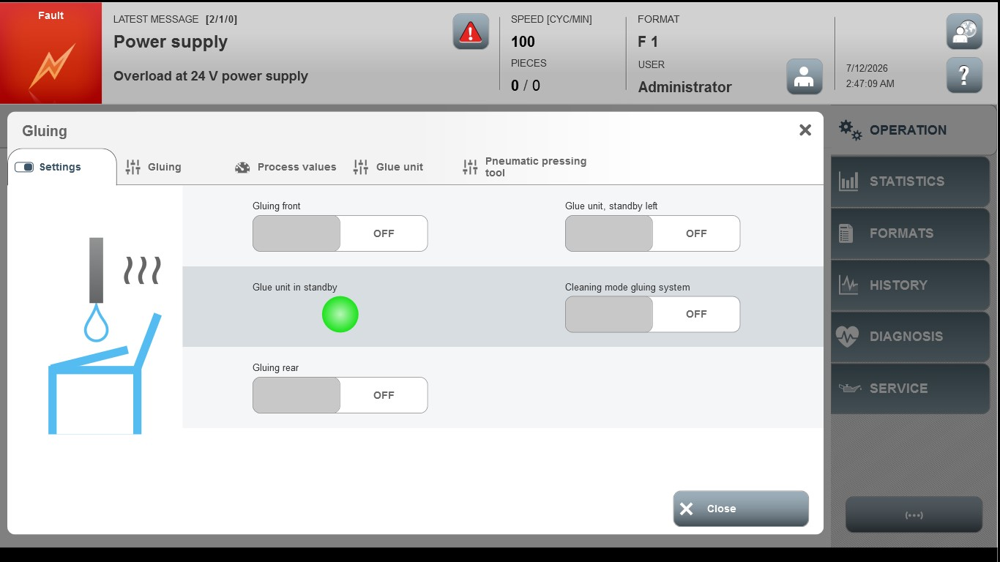 Fault
LATEST MESSAGE [2/1/0]
Power supply
Overload at 24 V power supply
SPEED [CYC/MIN]
100
PIECES
0 / 0
FORMAT
F 1
USER
Administrator
7/12/2026
2:47:09 AM
?
Gluing
Settings
Gluing
Process values
Glue unit
Pneumatic pressing
tool
Gluing front
OFF
Glue unit, standby left
OFF
Glue unit in standby
Cleaning mode gluing system
OFF
Gluing rear
OFF
Close
OPERATION
STATISTICS
FORMATS
HISTORY
DIAGNOSIS
SERVICE
(•••)